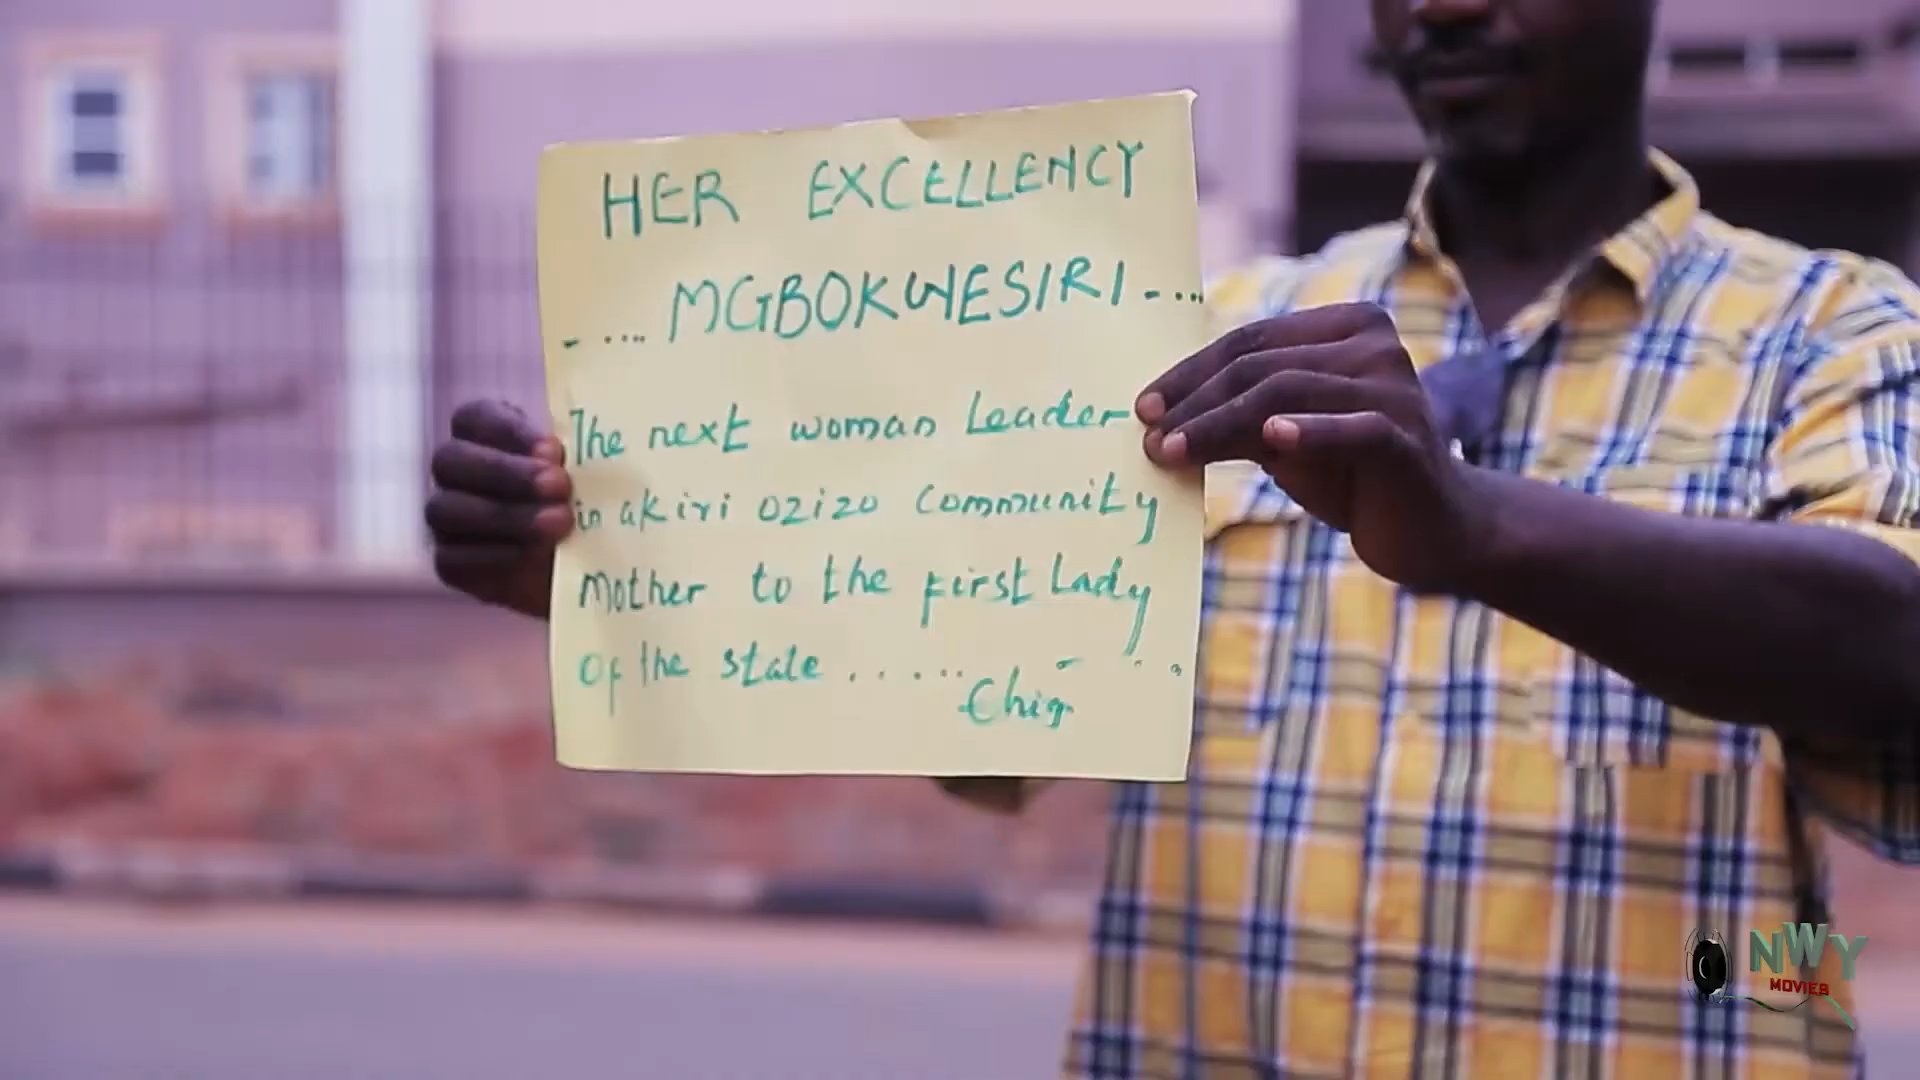 HER EXCELLENCY
- .... MGBOKWESIRI - ....
The next woman Leader
in akiri ozizo Community
Mother to the first Lady
Of the state ...... - . . .
Chig
NWY
MOVIES